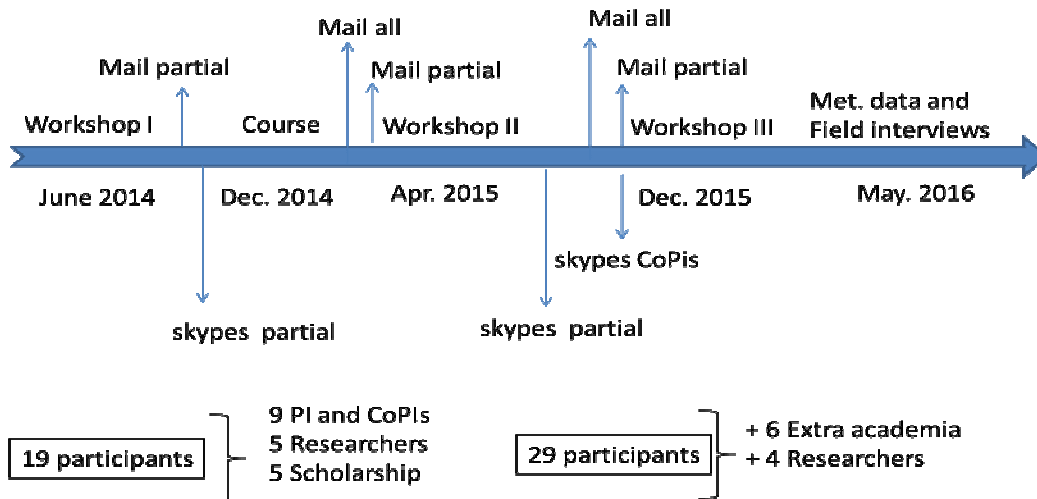 Mail all
Mail all
Mail partial
Mail partial
Mail partial
Met. data and
Field interviews
Workshop I
Course
Workshop II
Workshop III
June 2014
Dec. 2014
Apr. 2015
Dec. 2015
May. 2016
skypes CoPis
skypes partial
skypes partial
19 participants
9 PI and CoPIs
5 Researchers
5 Scholarship
29 participants
+ 6 Extra academia
+ 4 Researchers